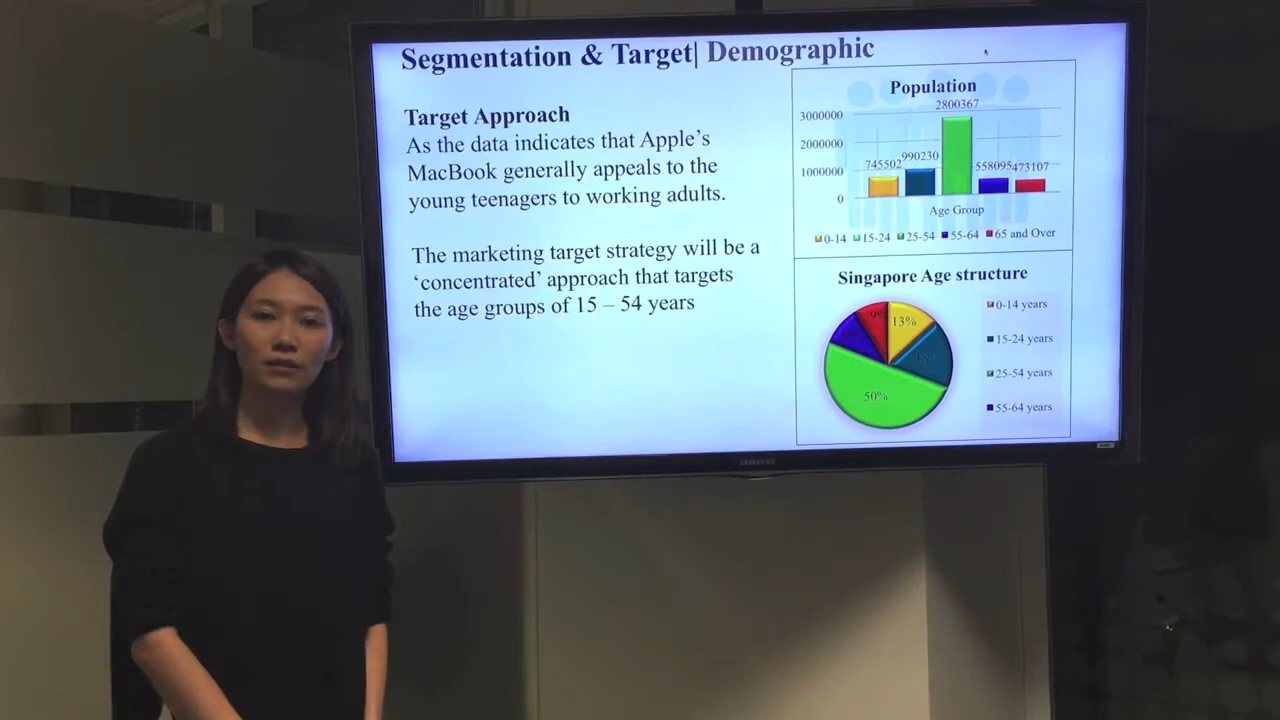 Segmentation & Target| Demographic
Target Approach
As the data indicates that Apple's
MacBook generally appeals to the
young teenagers to working adults.
The marketing target strategy will be a
‘concentrated’ approach that targets
the age groups of 15 – 54 years
Population
2800367
3000000
2000000
1000000
0
745502
990230
558095
473107
Age Group
0-14 15-24 25-54 55-64 65 and Over
Singapore Age structure
13%
50%
9%
0-14 years
15-24 years
25-54 years
55-64 years
SAMSUNG